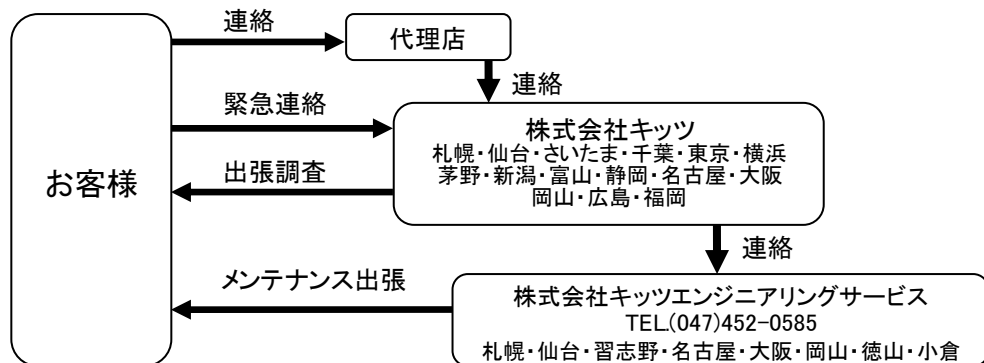 連絡
代理店
連絡
緊急連絡
株式会社キッツ
札幌・仙台・さいたま・千葉・東京・横浜
茅野・新潟・富山・静岡・名古屋・大阪
岡山・広島・福岡
お客様
出張調査
連絡
メンテナンス出張
株式会社キッツエンジニアリングサービス
TEL.(047)452-0585
札幌・仙台・習志野・名古屋・大阪・岡山・徳山・小倉